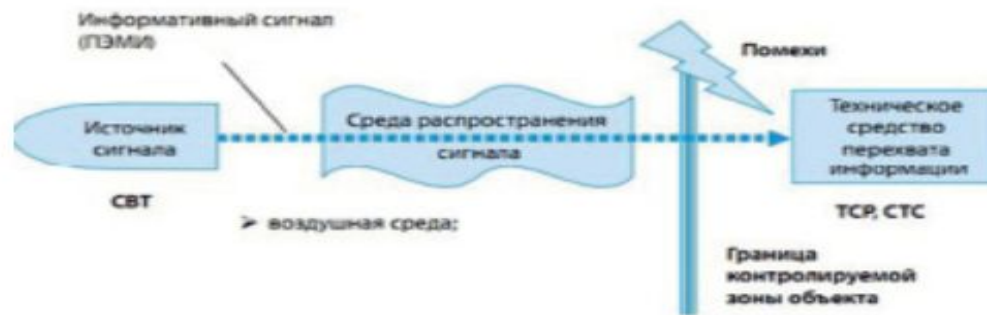 Информативный сигнал
(ПЭМИ)
Помехи
Источник
сигнала
Среда распространения
сигнала
Техническое
средство
перехвата
информации
СВТ
ТСР, СТС
➤ воздушная среда;
Граница
контролируемой
зоны объекта